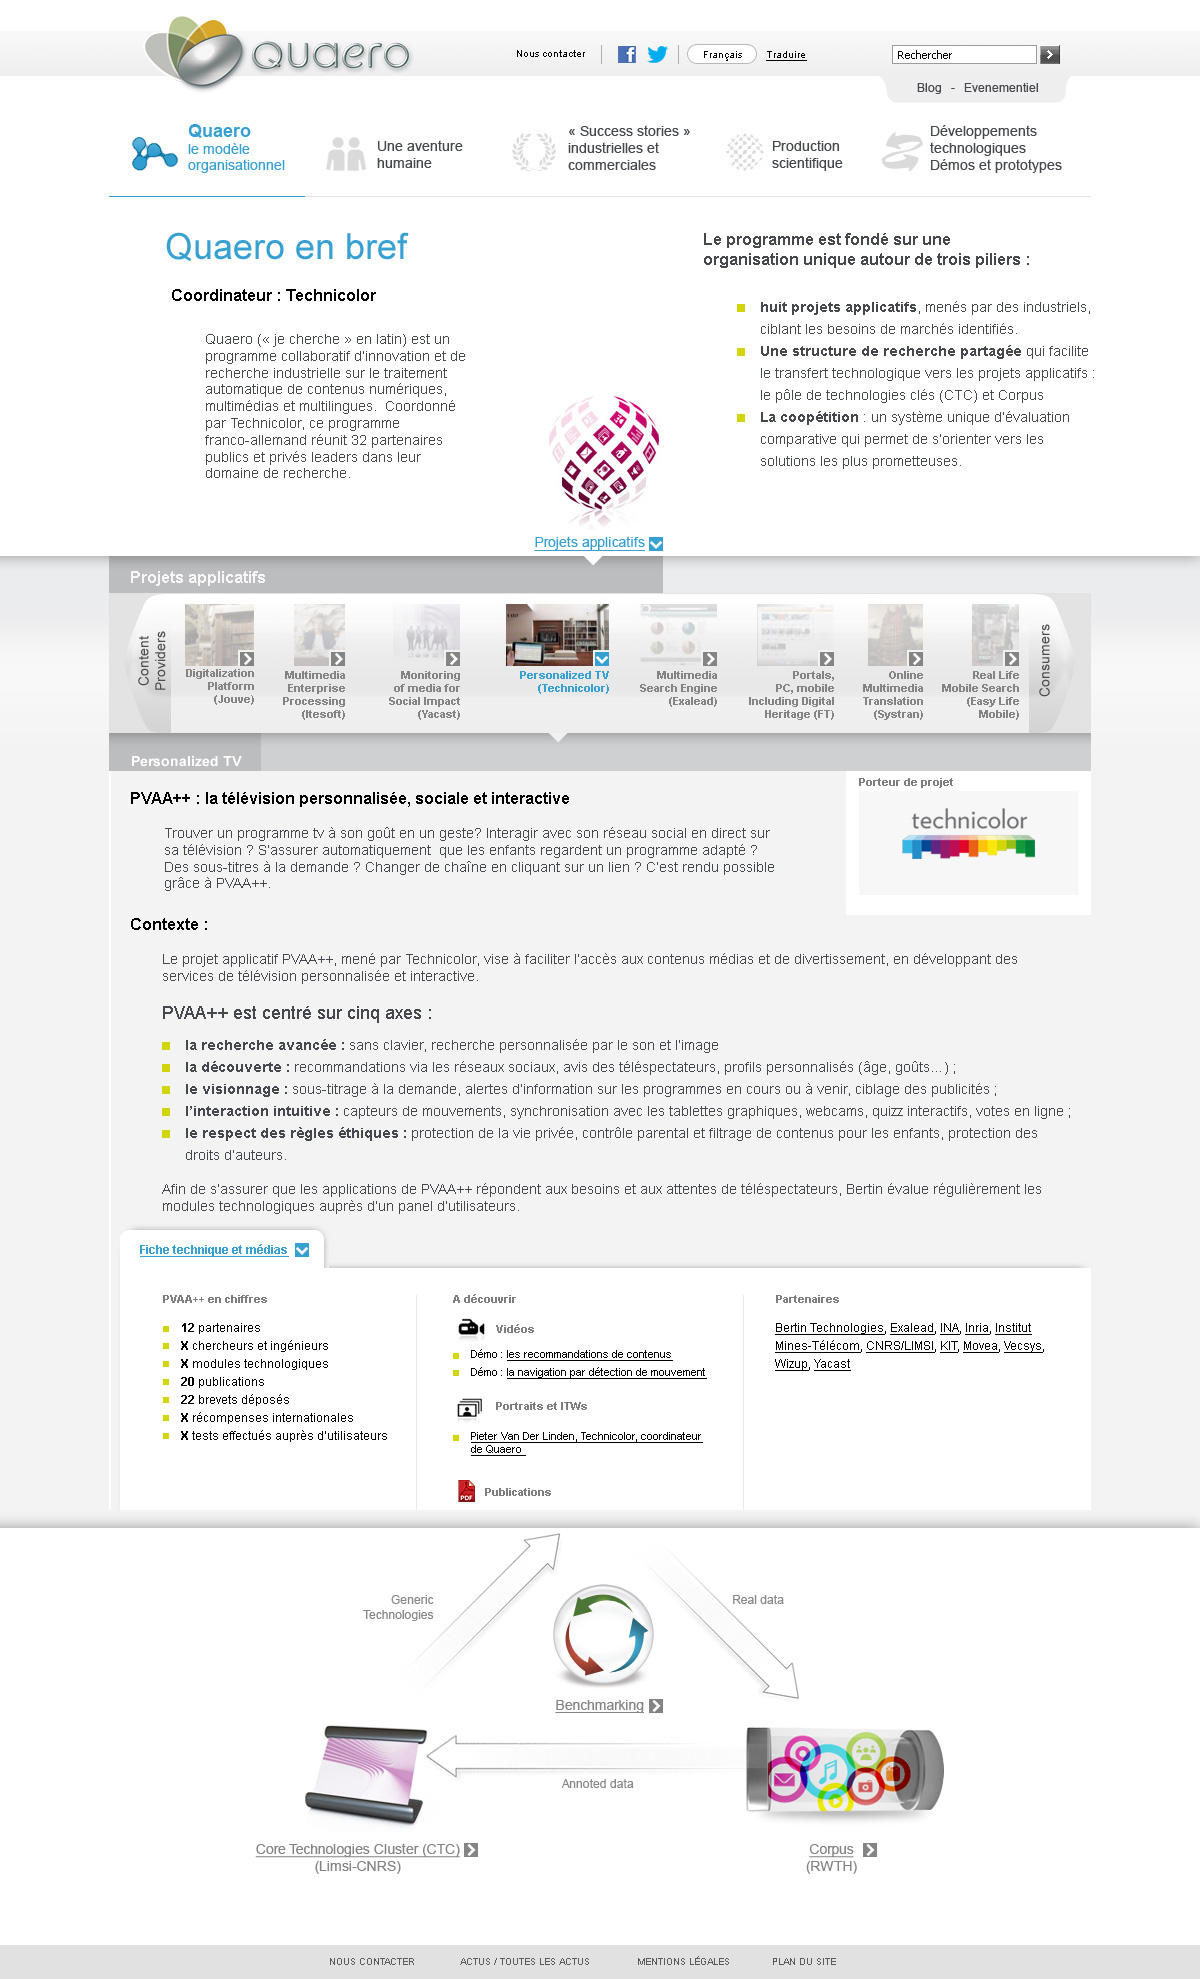 Quaero
Nous contacter
Français
Traduire
Rechercher
Blog - Evenementiel
Quaero
le modèle
organisationnel
Une aventure
humaine
« Success stories »
industrielles et
commerciales
Production
scientifique
Développements
technologiques
Démos et prototypes
Quaero en bref
Coordinateur : Technicolor
Quaero (« je cherche » en latin) est un
programme collaboratif d'innovation et de
recherche industrielle sur le traitement
automatique de contenus numériques,
multimédias et multilingues. Coordonné
par Technicolor, ce programme
franco-allemand réunit 32 partenaires
publics et privés leaders dans leur
domaine de recherche.
Le programme est fondé sur une
organisation unique autour de trois piliers :
huit projets applicatifs, menés par des industriels,
ciblant les besoins de marchés identifiés.
Une structure de recherche partagée qui facilite
le transfert technologique vers les projets applicatifs :
le pôle de technologies clés (CTC) et Corpus
La coopétition : un système unique d'évaluation
comparative qui permet de s'orienter vers les
solutions les plus prometteuses.
Projets applicatifs
Projets applicatifs
Content
Providers
Digitalization
Platform
(Jouve)
Multimedia
Enterprise
Processing
(Itesoft)
Monitoring
of media for
Social Impact
(Yacast)
Personalized TV
(Technicolor)
Multimedia
Search Engine
(Exalead)
Portals,
PC, mobile
Including Digital
Heritage (FT)
Online
Multimedia
Translation
(Systran)
Real Life
Mobile Search
(Easy Life
Mobile)
Consumers
Personalized TV
PVAA++ : la télévision personnalisée, sociale et interactive
Trouver un programme tv à son goût en un geste? Interagir avec son réseau social en direct sur
sa télévision ? S'assurer automatiquement que les enfants regardent un programme adapté ?
Des sous-titres à la demande ? Changer de chaîne en cliquant sur un lien ? C'est rendu possible
grâce à PVAA++.
Porteur de projet
technicolor
Contexte :
Le projet applicatif PVAA++, mené par Technicolor, vise à faciliter l'accès aux contenus médias et de divertissement, en développant des
services de télévision personnalisée et interactive.
PVAA++ est centré sur cinq axes :
la recherche avancée : sans clavier, recherche personnalisée par le son et l'image
la découverte : recommandations via les réseaux sociaux, avis des téléspectateurs, profils personnalisés (âge, goûts...) ;
le visionnage : sous-titrage à la demande, alertes d'information sur les programmes en cours ou à venir, ciblage des publicités ;
l'interaction intuitive : capteurs de mouvements, synchronisation avec les tablettes graphiques, webcams, quizz interactifs, votes en ligne ;
le respect des règles éthiques : protection de la vie privée, contrôle parental et filtrage de contenus pour les enfants, protection des
droits d'auteurs.
Afin de s'assurer que les applications de PVAA++ répondent aux besoins et aux attentes de téléspectateurs, Bertin évalue régulièrement les
modules technologiques auprès d'un panel d'utilisateurs.
Fiche technique et médias
PVAA++ en chiffres
12 partenaires
X chercheurs et ingénieurs
X modules technologiques
20 publications
22 brevets déposés
X récompenses internationales
X tests effectués auprès d'utilisateurs
A découvrir
Vidéos
Démo : les recommandations de contenus
Démo : la navigation par détection de mouvement
Portraits et ITWs
Pieter Van Der Linden, Technicolor, coordinateur
de Quaero
PDF
Publications
Partenaires
Bertin Technologies, Exalead, INA, Inria, Institut
Mines-Télécom, CNRS/LIMSI, KIT, Movea, Vecsys,
Wizup, Yacast
Generic
Technologies
Real data
Benchmarking
Annoted data
Core Technologies Cluster (CTC)
(Limsi-CNRS)
Corpus
(RWTH)
NOUS CONTACTER
ACTUS / TOUTES LES ACTUS
MENTIONS LÉGALES
PLAN DU SITE